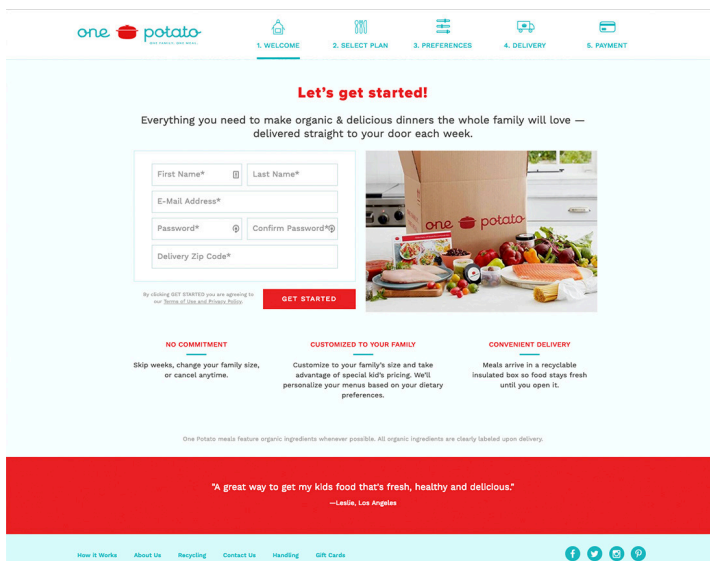 one potato
ONE FAMILY. ONE MEAL.
1. WELCOME
2. SELECT PLAN
3. PREFERENCES
4. DELIVERY
5. PAYMENT
Let's get started!
Everything you need to make organic & delicious dinners the whole family will love —
delivered straight to your door each week.
First Name*
Last Name*
E-Mail Address*
Password*
Confirm Password*
Delivery Zip Code*
By clicking GET STARTED you are agreeing to
our Terms of Use and Privacy Policy.
GET STARTED
one potato
NO COMMITMENT
Skip weeks, change your family size,
or cancel anytime.
CUSTOMIZED TO YOUR FAMILY
Customize to your family's size and take
advantage of special kid's pricing. We'll
personalize your menus based on your dietary
preferences.
CONVENIENT DELIVERY
Meals arrive in a recyclable
insulated box so food stays fresh
until you open it.
One Potato meals feature organic ingredients whenever possible. All organic ingredients are clearly labeled upon delivery.
"A great way to get my kids food that's fresh, healthy and delicious."
—Leslie, Los Angeles
How it Works
About Us
Recycling
Contact Us
Handling
Gift Cards